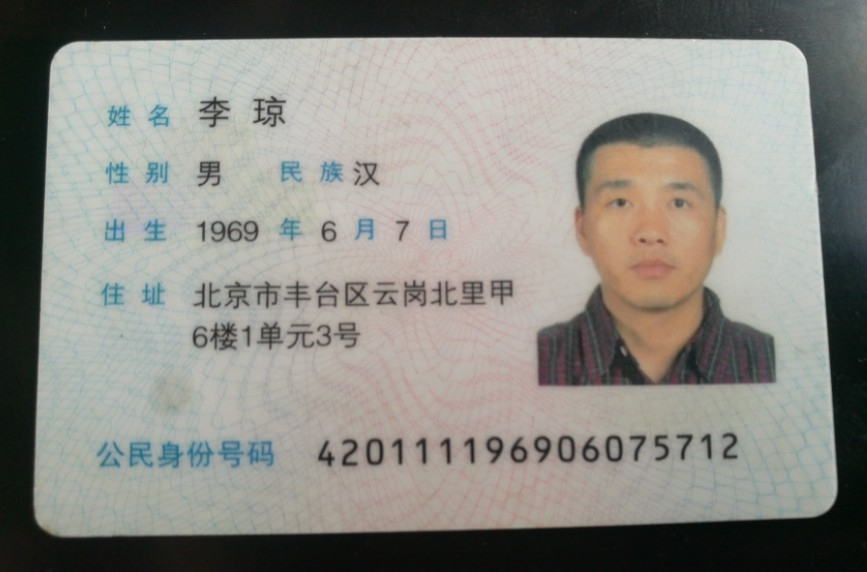 姓名 李琼
性别 男 民族 汉
出生 1969 年 6 月 7 日
住址 北京市丰台区云岗北里甲
6楼1单元3号
公民身份号码 420111196906075712